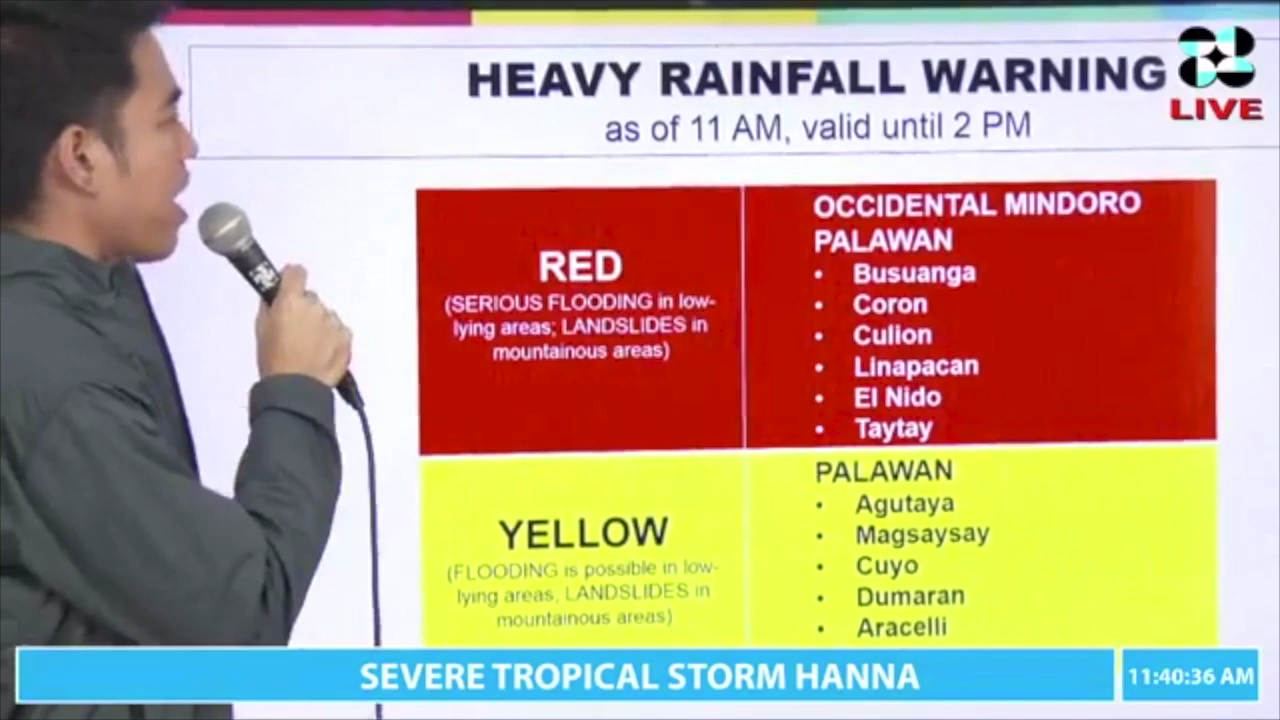 LIVE
HEAVY RAINFALL WARNING
as of 11 AM, valid until 2 PM
RED
(SERIOUS FLOODING in low-
lying areas; LANDSLIDES in
mountainous areas)
OCCIDENTAL MINDORO
PALAWAN
• Busuanga
• Coron
• Culion
• Linapacan
• El Nido
• Taytay
YELLOW
(FLOODING is possible in low-
lying areas, LANDSLIDES in
mountainous areas)
PALAWAN
• Agutaya
• Magsaysay
• Cuyo
• Dumaran
• Aracelli
SEVERE TROPICAL STORM HANNA
11:40:36 AM